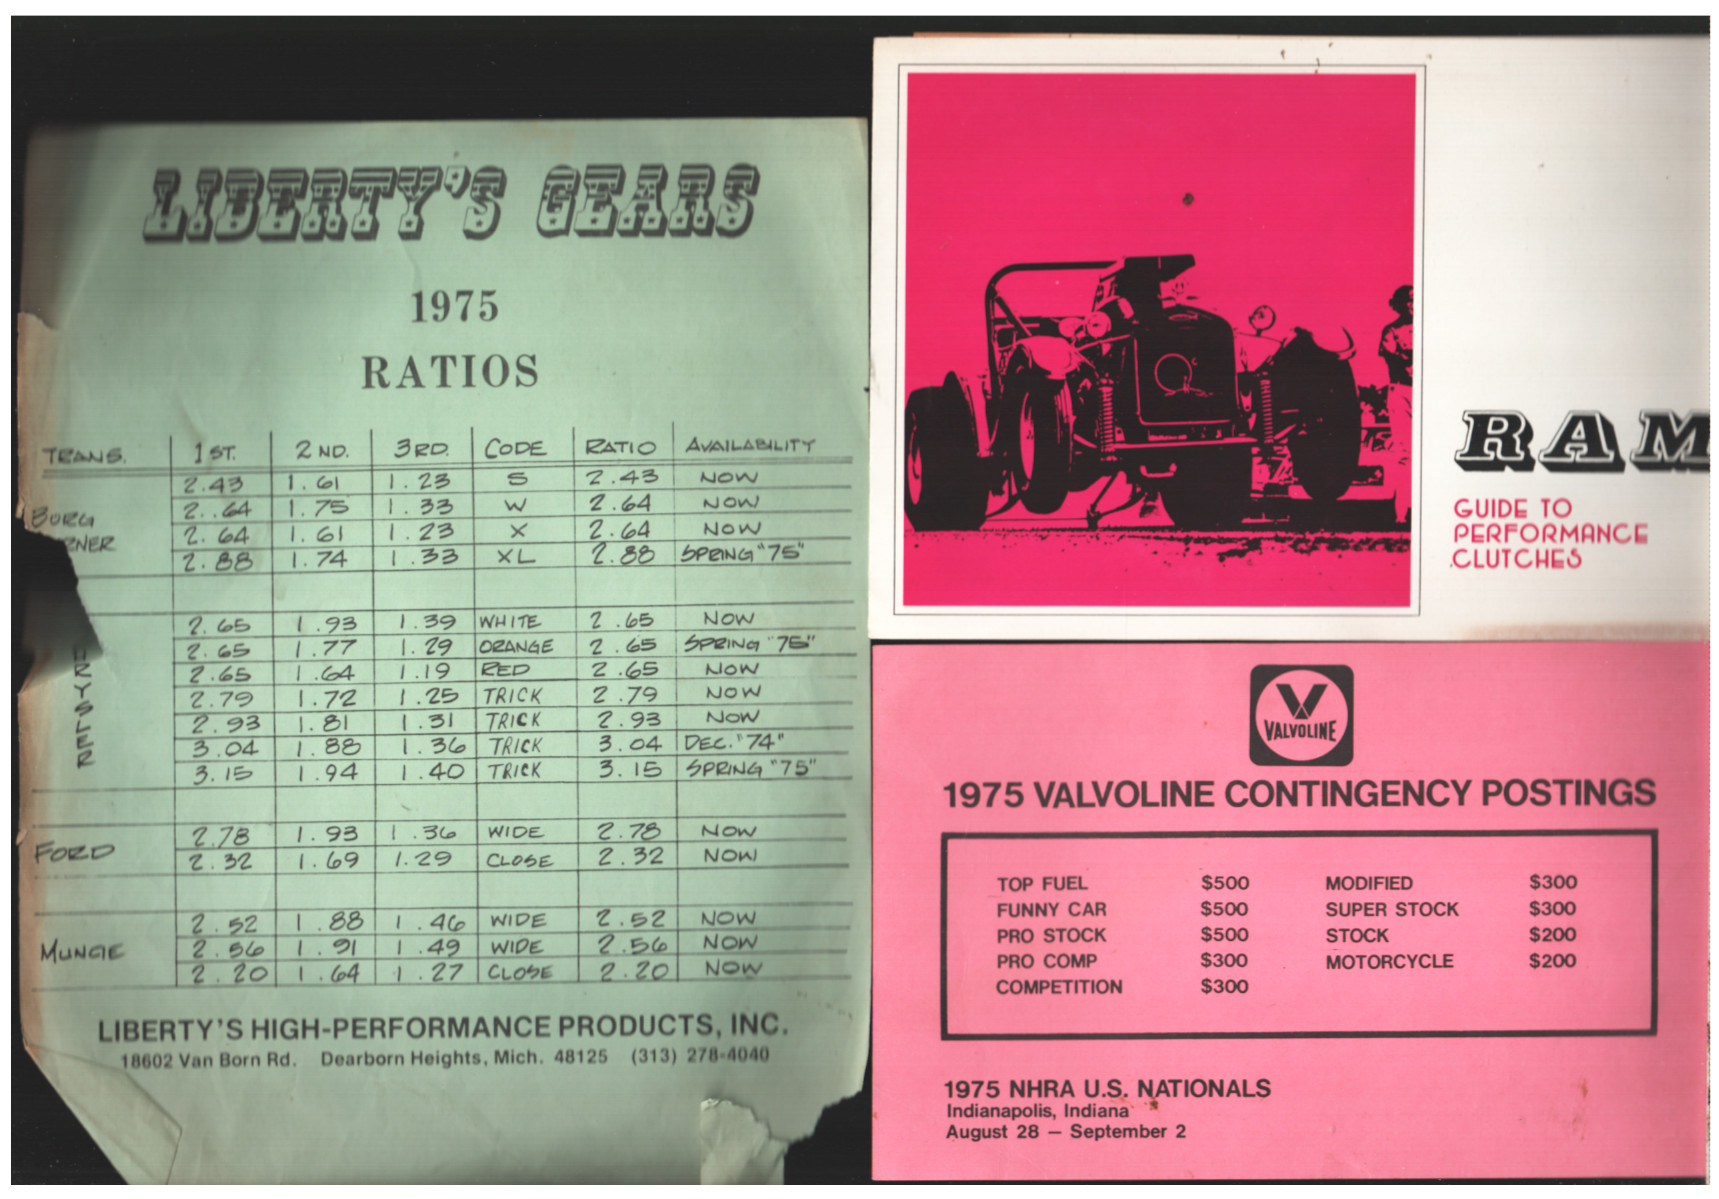 LIBERTY'S GEARS
1975
RATIOS
TRANS. 1ST. 2ND. 3RD. CODE RATIO AVAILABILITY
2.43 1.61 1.23 S 2.43 NOW
BORG 2..64 1.75 1.33 W 2.64 NOW
RNER 2.64 1.61 1.23 X 2.64 NOW
2.88 1.74 1.33 XL 2.88 SPRING "75"
HRYSLER
2.65 1.93 1.39 WHITE 2.65 NOW
2.65 1.77 1.29 ORANGE 2.65 SPRING "75"
2.65 1.64 1.19 RED 2.65 NOW
2.79 1.72 1.25 TRICK 2.79 NOW
2.93 1.81 1.31 TRICK 2.93 NOW
3.04 1.88 1.36 TRICK 3.04 DEC. "74"
3.15 1.94 1.40 TRICK 3.15 SPRING "75"
FORD
2.78 1.93 1.36 WIDE 2.78 NOW
2.32 1.69 1.29 CLOSE 2.32 NOW
MUNCIE
2.52 1.88 1.46 WIDE 2.52 NOW
2.56 1.91 1.49 WIDE 2.56 NOW
2.20 1.64 1.27 CLOSE 2.20 NOW
LIBERTY'S HIGH-PERFORMANCE PRODUCTS, INC.
18602 Van Born Rd. Dearborn Heights, Mich. 48125 (313) 278-4040
RAM
GUIDE TO
PERFORMANCE
CLUTCHES
V
VALVOLINE
1975 VALVOLINE CONTINGENCY POSTINGS
TOP FUEL $500 MODIFIED $300
FUNNY CAR $500 SUPER STOCK $300
PRO STOCK $500 STOCK $200
PRO COMP $300 MOTORCYCLE $200
COMPETITION $300
1975 NHRA U.S. NATIONALS
Indianapolis, Indiana
August 28 — September 2